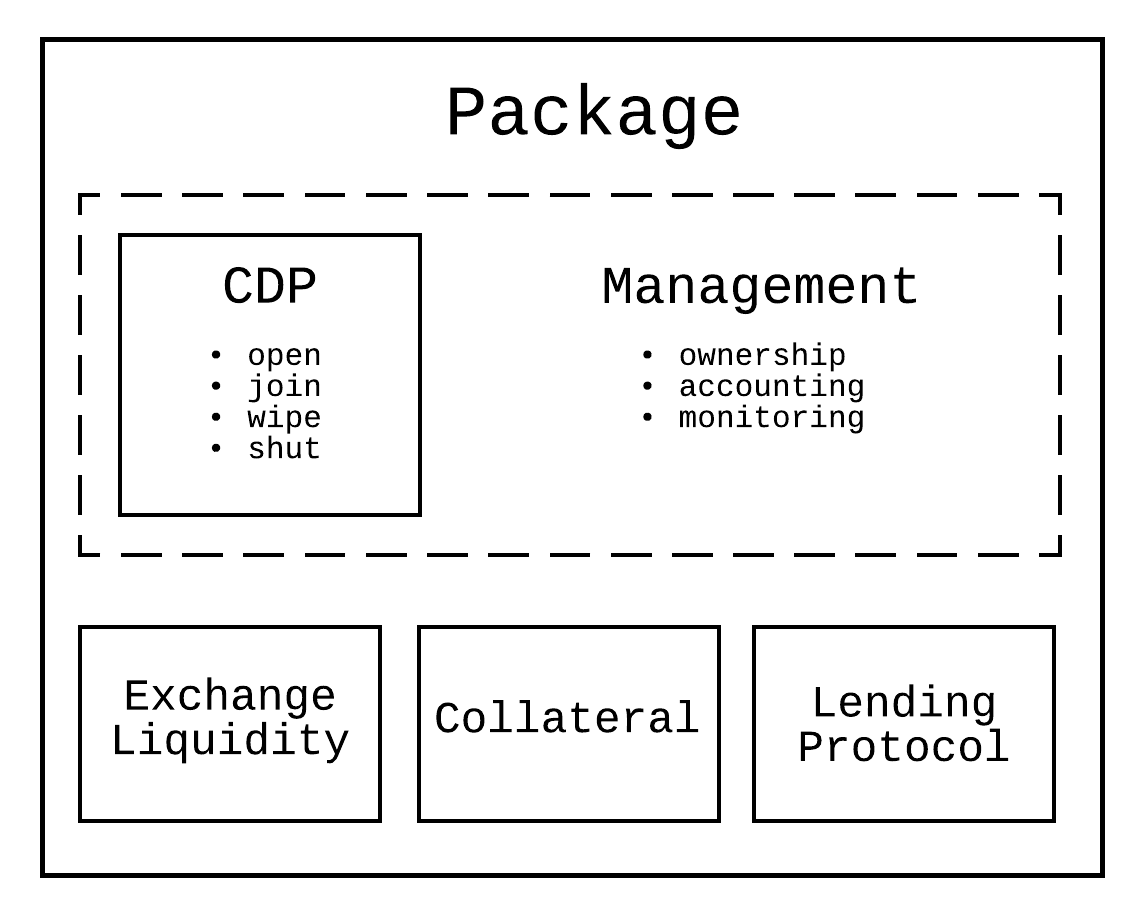 Package
CDP
• open
• join
• wipe
• shut
Management
• ownership
• accounting
• monitoring
Exchange
Liquidity
Collateral
Lending
Protocol